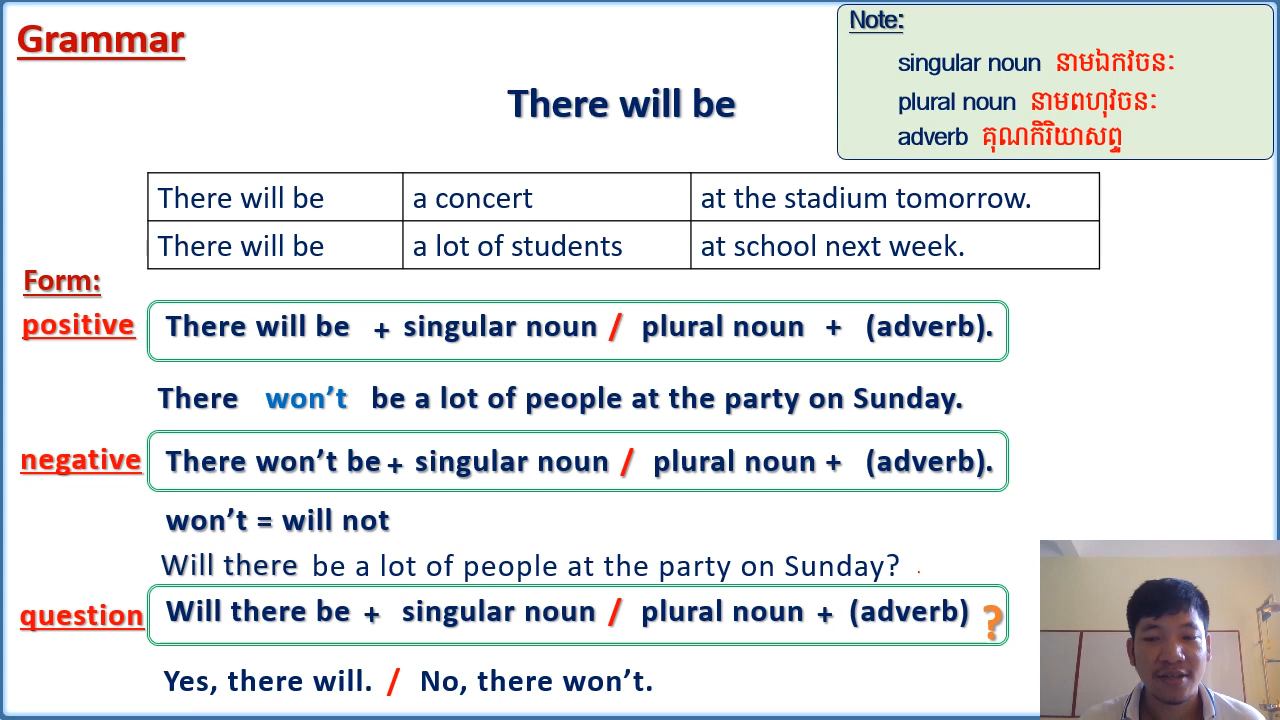 Grammar
Note:
singular noun នាមឯកវចនៈ
plural noun នាមពហុវចនៈ
adverb គុណកិរិយាសព្ទ
There will be
There will be a concert at the stadium tomorrow.
There will be a lot of students at school next week.
Form:
positive There will be + singular noun / plural noun + (adverb).
There won’t be a lot of people at the party on Sunday.
negative There won’t be + singular noun / plural noun + (adverb).
won’t = will not
Will there be a lot of people at the party on Sunday?
question Will there be + singular noun / plural noun + (adverb) ?
Yes, there will. / No, there won’t.